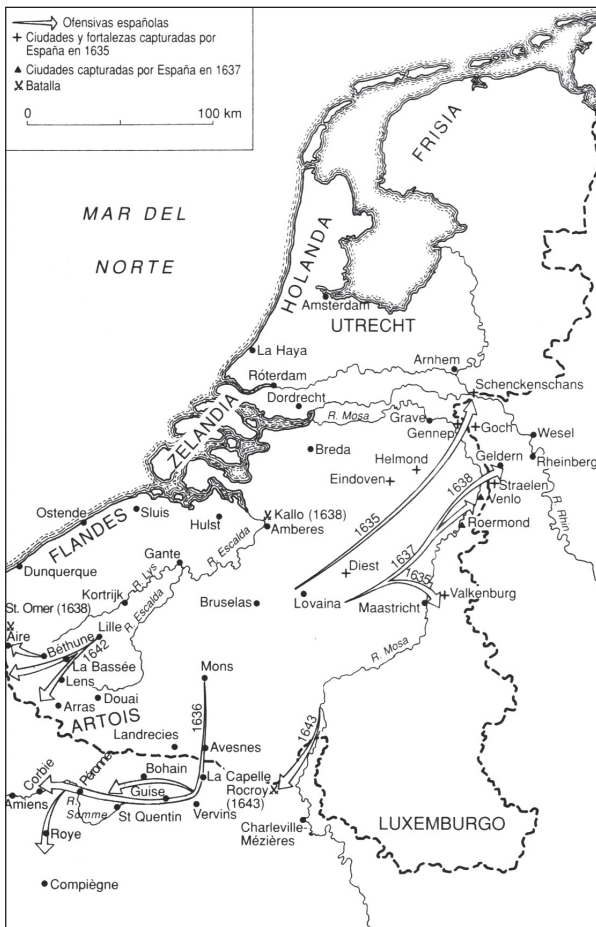 Ofensivas españolas
Ciudades y fortalezas capturadas por
España en 1635
Ciudades capturadas por España en 1637
Batalla
0 100 km
MAR DEL
NORTE
FRISIA
HOLANDA
Amsterdam
UTRECHT
La Haya
Arnhem
Róterdam
Schenckenschans
Dordrecht
ZELANDIA
R. Mosa
Grave
Gennep
Goch
Wesel
Breda
Helmond
Geldern
Rheinberg
Eindoven
1638
Straelen
Venlo
R. Rhin
Ostende
Sluis
Hulst
Kallo (1638)
Amberes
1635
Roermond
FLANDES
R. Escalda
Gante
1637
Dunquerque
R. Lys
Diest
1635
Kortrijk
R. Escalda
Bruselas
Lovaina
Valkenburg
Maastricht
St. Omer (1638)
Lille
Aire
Béthune
1642
La Bassée
R. Mosa
Lens
Mons
Arras
Douai
ARTOIS
1636
1643
Landrecies
Avesnes
Bohain
Péronne
Corbie
La Capelle
Guise
Rocroy
(1643)
Amiens
R.
Somme
St Quentin
Vervins
Roye
Charleville-
Mézières
LUXEMBURGO
Compiègne